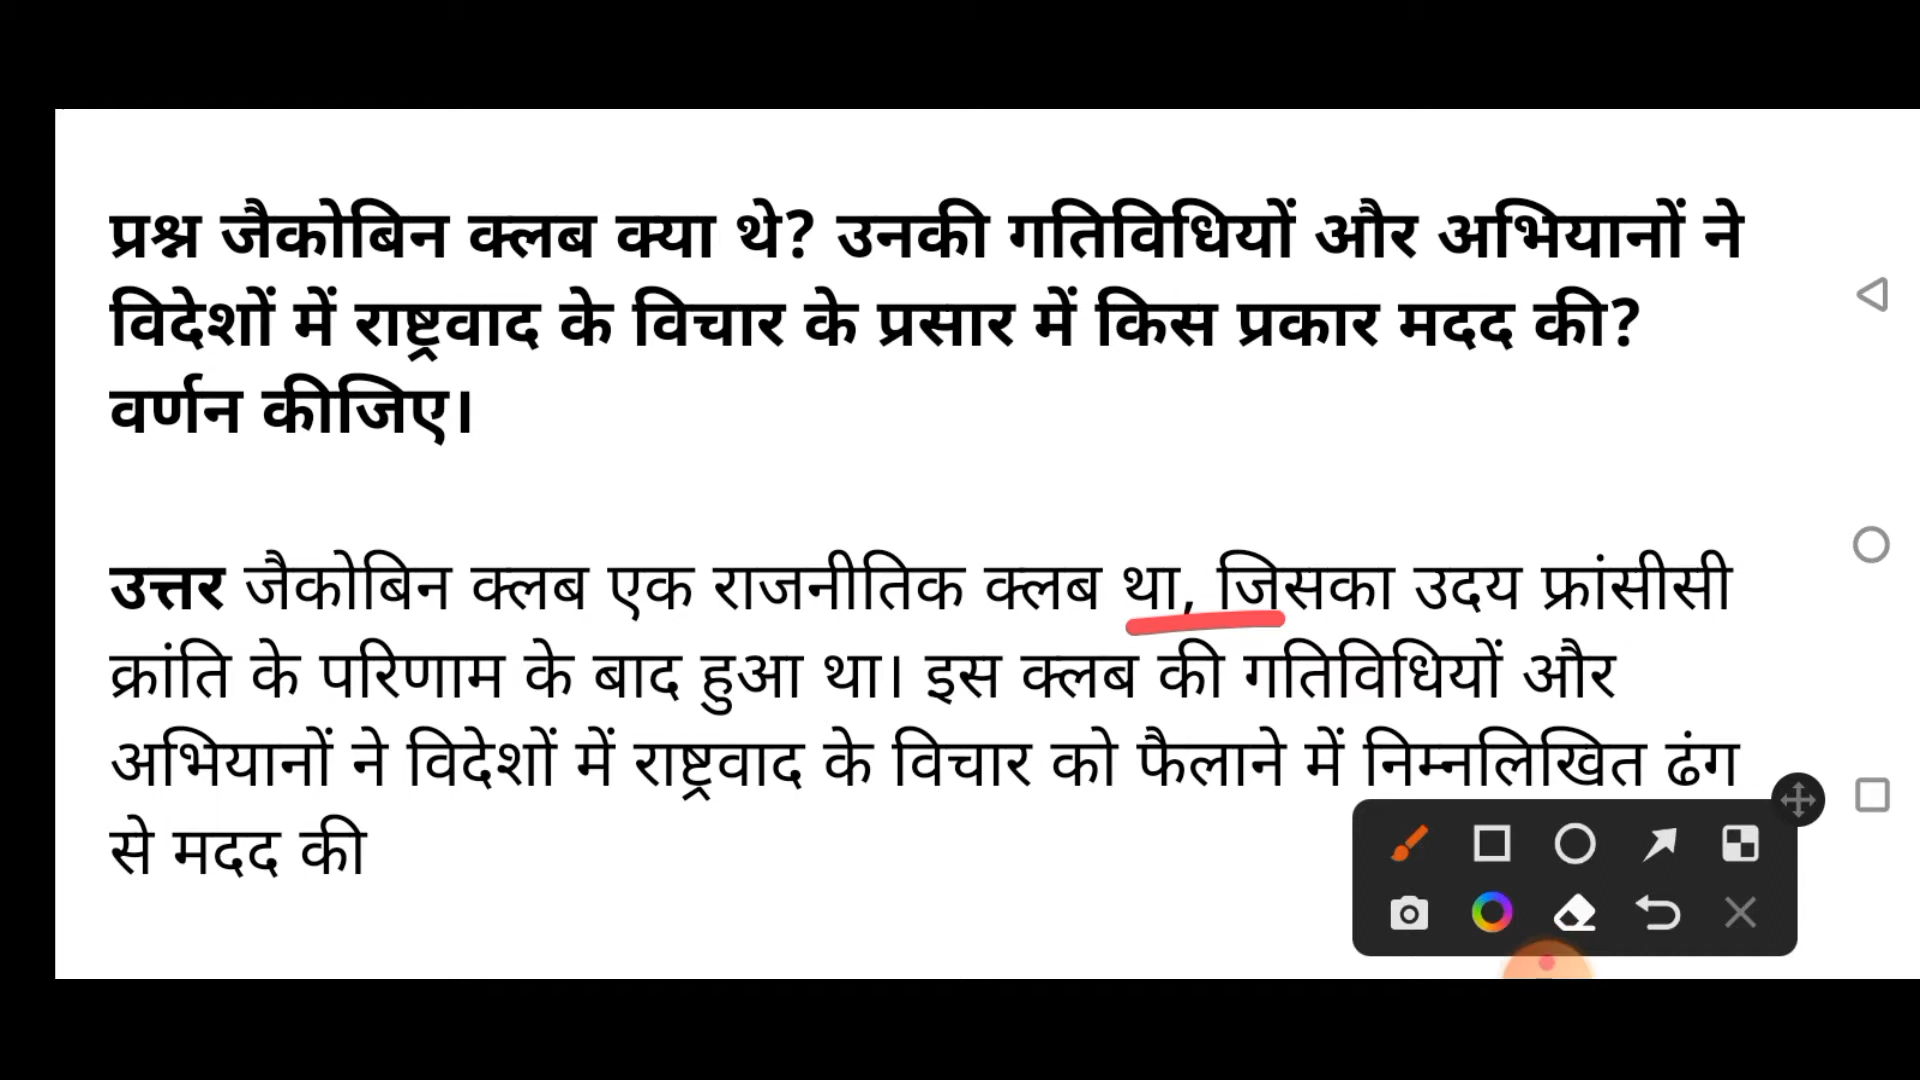 प्रश्न जैकोबिन क्लब क्या थे? उनकी गतिविधियों और अभियानों ने
विदेशों में राष्ट्रवाद के विचार के प्रसार में किस प्रकार मदद की?
वर्णन कीजिए।
उत्तर जैकोबिन क्लब एक राजनीतिक क्लब था, जिसका उदय फ्रांसीसी
क्रांति के परिणाम के बाद हुआ था। इस क्लब की गतिविधियों और
अभियानों ने विदेशों में राष्ट्रवाद के विचार को फैलाने में निम्नलिखित ढंग
से मदद की